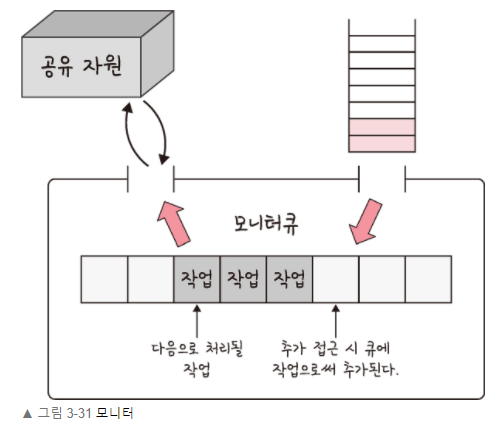 공유 자원
모니터큐
작업 작업 작업
다음으로 처리될
작업
추가 접근 시 큐에
작업으로써 추가된다.
▲ 그림 3-31 모니터